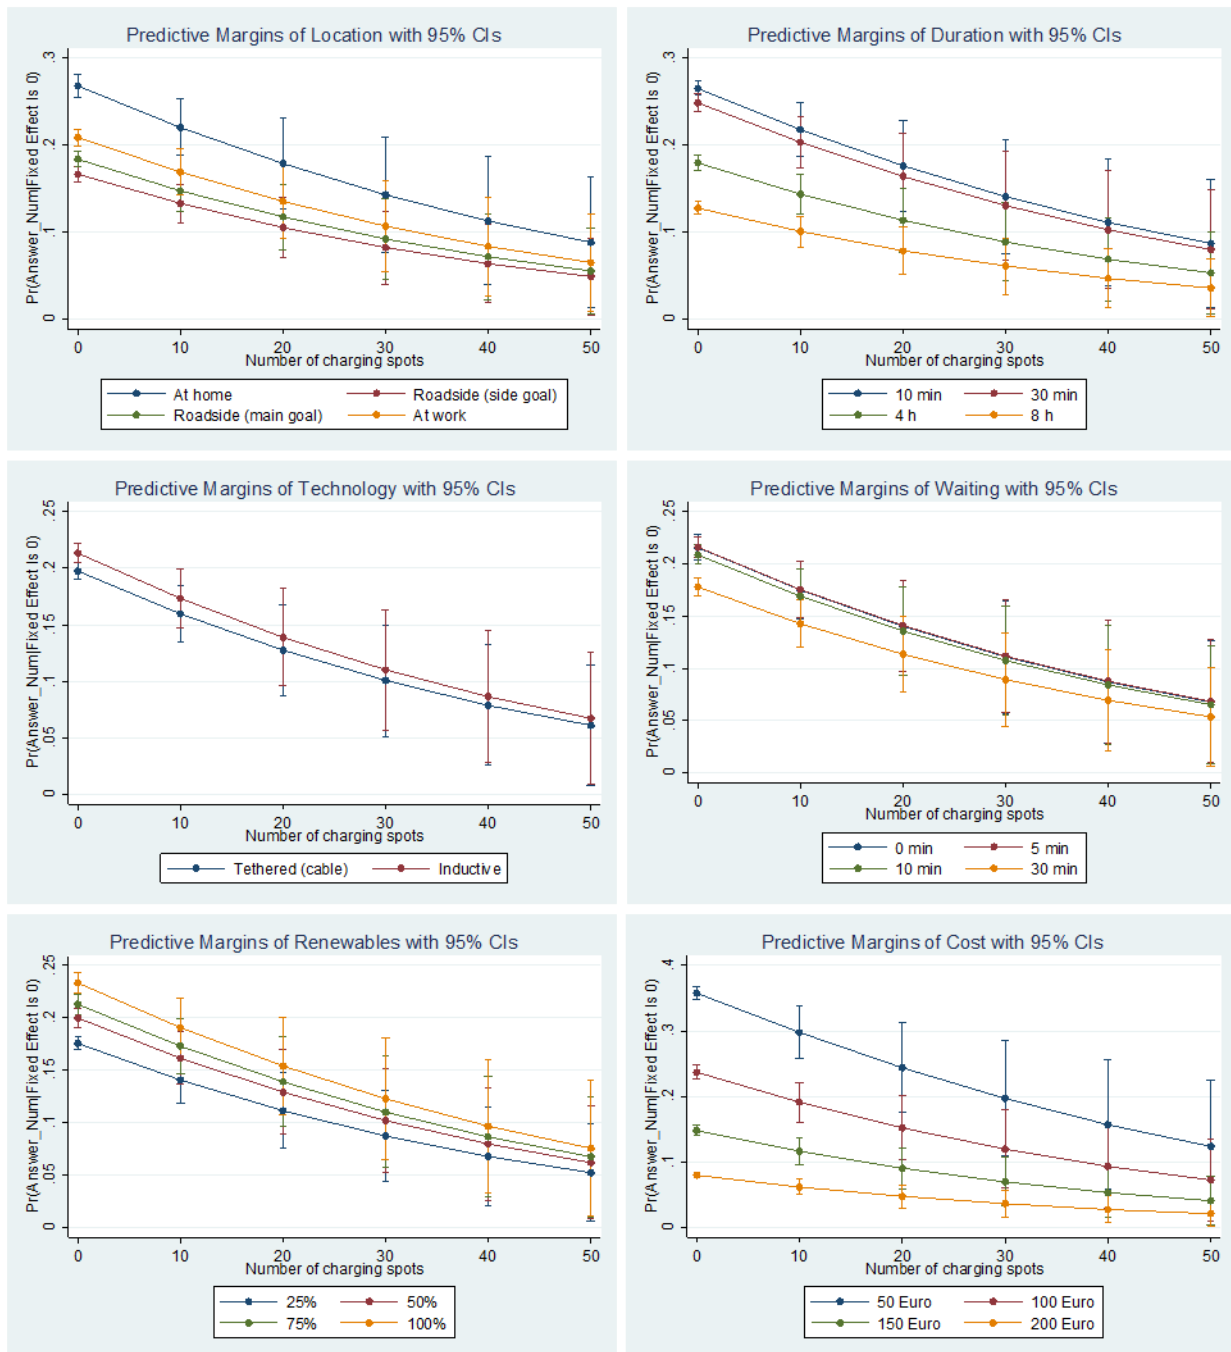 Predictive Margins of Location with 95% CIs
Pr(Answer_Num|Fixed Effect Is 0)
.3
.2
.1
0
0 10 20 30 40 50
Number of charging spots
At home Roadside (side goal)
Roadside (main goal) At work
Predictive Margins of Duration with 95% CIs
Pr(Answer_Num|Fixed Effect Is 0)
.3
.2
.1
0
0 10 20 30 40 50
Number of charging spots
10 min 30 min
4 h 8 h
Predictive Margins of Technology with 95% CIs
Pr(Answer_Num|Fixed Effect Is 0)
.25
.2
.15
.1
.05
0
0 10 20 30 40 50
Number of charging spots
Tethered (cable) Inductive
Predictive Margins of Waiting with 95% CIs
Pr(Answer_Num|Fixed Effect Is 0)
.25
.2
.15
.1
.05
0
0 10 20 30 40 50
Number of charging spots
0 min 5 min
10 min 30 min
Predictive Margins of Renewables with 95% CIs
Pr(Answer_Num|Fixed Effect Is 0)
.25
.2
.15
.1
.05
0
0 10 20 30 40 50
Number of charging spots
25% 50%
75% 100%
Predictive Margins of Cost with 95% CIs
Pr(Answer_Num|Fixed Effect Is 0)
.4
.3
.2
.1
0
0 10 20 30 40 50
Number of charging spots
50 Euro 100 Euro
150 Euro 200 Euro